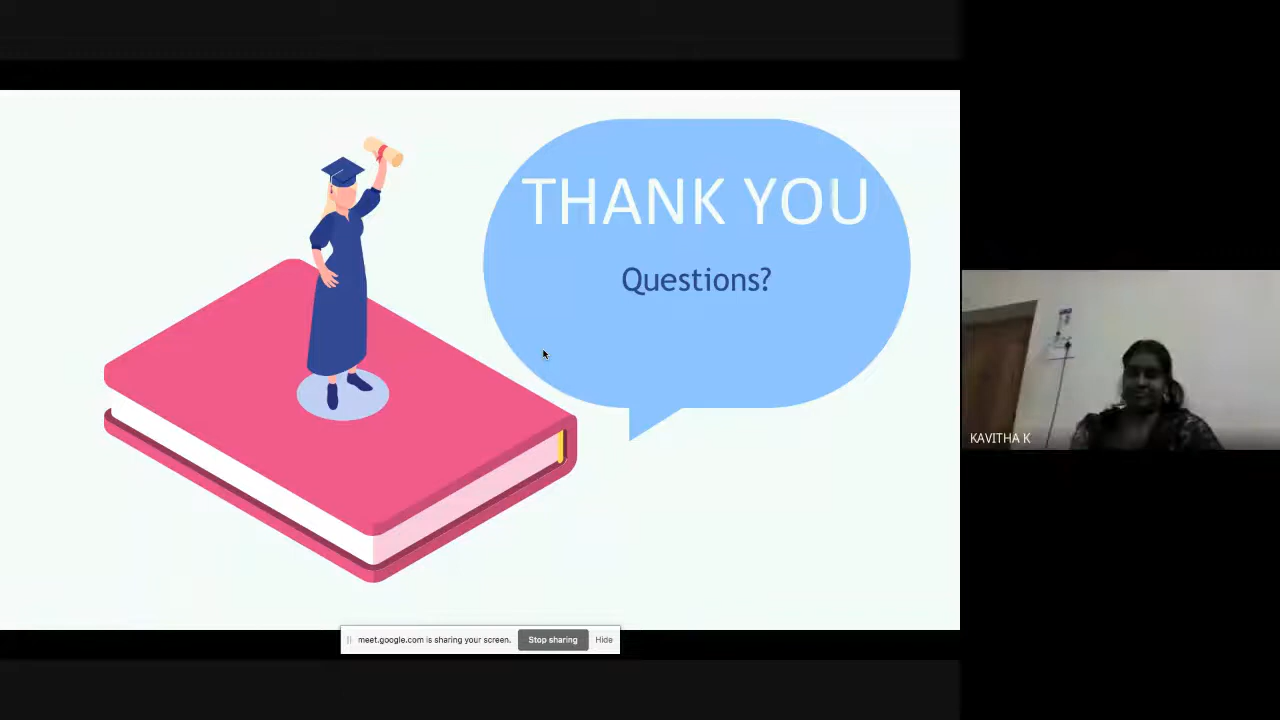 THANK YOU
Questions?
KAVITHA K
meet.google.com is sharing your screen.
Stop sharing
Hide